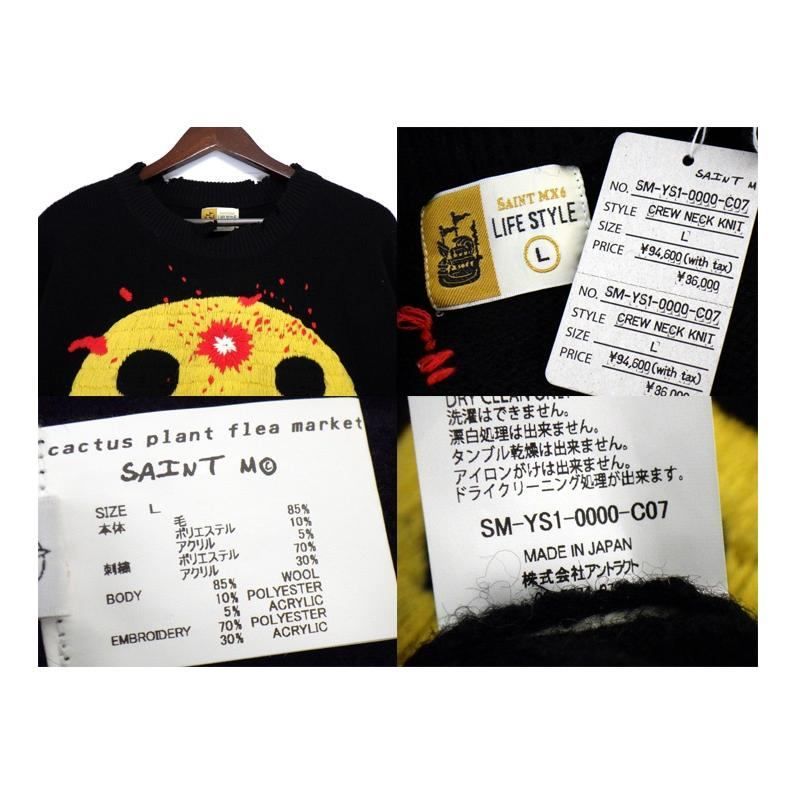 SAINT MX6
LIFE STYLE
L
SAINT M
NO. SM-YS1-0000-C07
STYLE CREW NECK KNIT
SIZE L
PRICE ¥94,600(with tax)
¥86,000
NO. SM-YS1-0000-C07
STYLE CREW NECK KNIT
SIZE L
PRICE ¥94,600(with tax)
¥86,000
cactus plant flea market
SAINT M©
SIZE L
本体 毛 85%
ポリエステル 10%
アクリル 5%
刺繍 ポリエステル 70%
アクリル 30%
BODY 85% WOOL
10% POLYESTER
5% ACRYLIC
EMBROIDERY 70% POLYESTER
30% ACRYLIC
DRY CLEAN ONLY
洗濯はできません。
漂白処理は出来ません。
タンブル乾燥は出来ません。
アイロンがけは出来ません。
ドライクリーニング処理が出来ます。
SM-YS1-0000-C07
MADE IN JAPAN
株式会社アントラクト